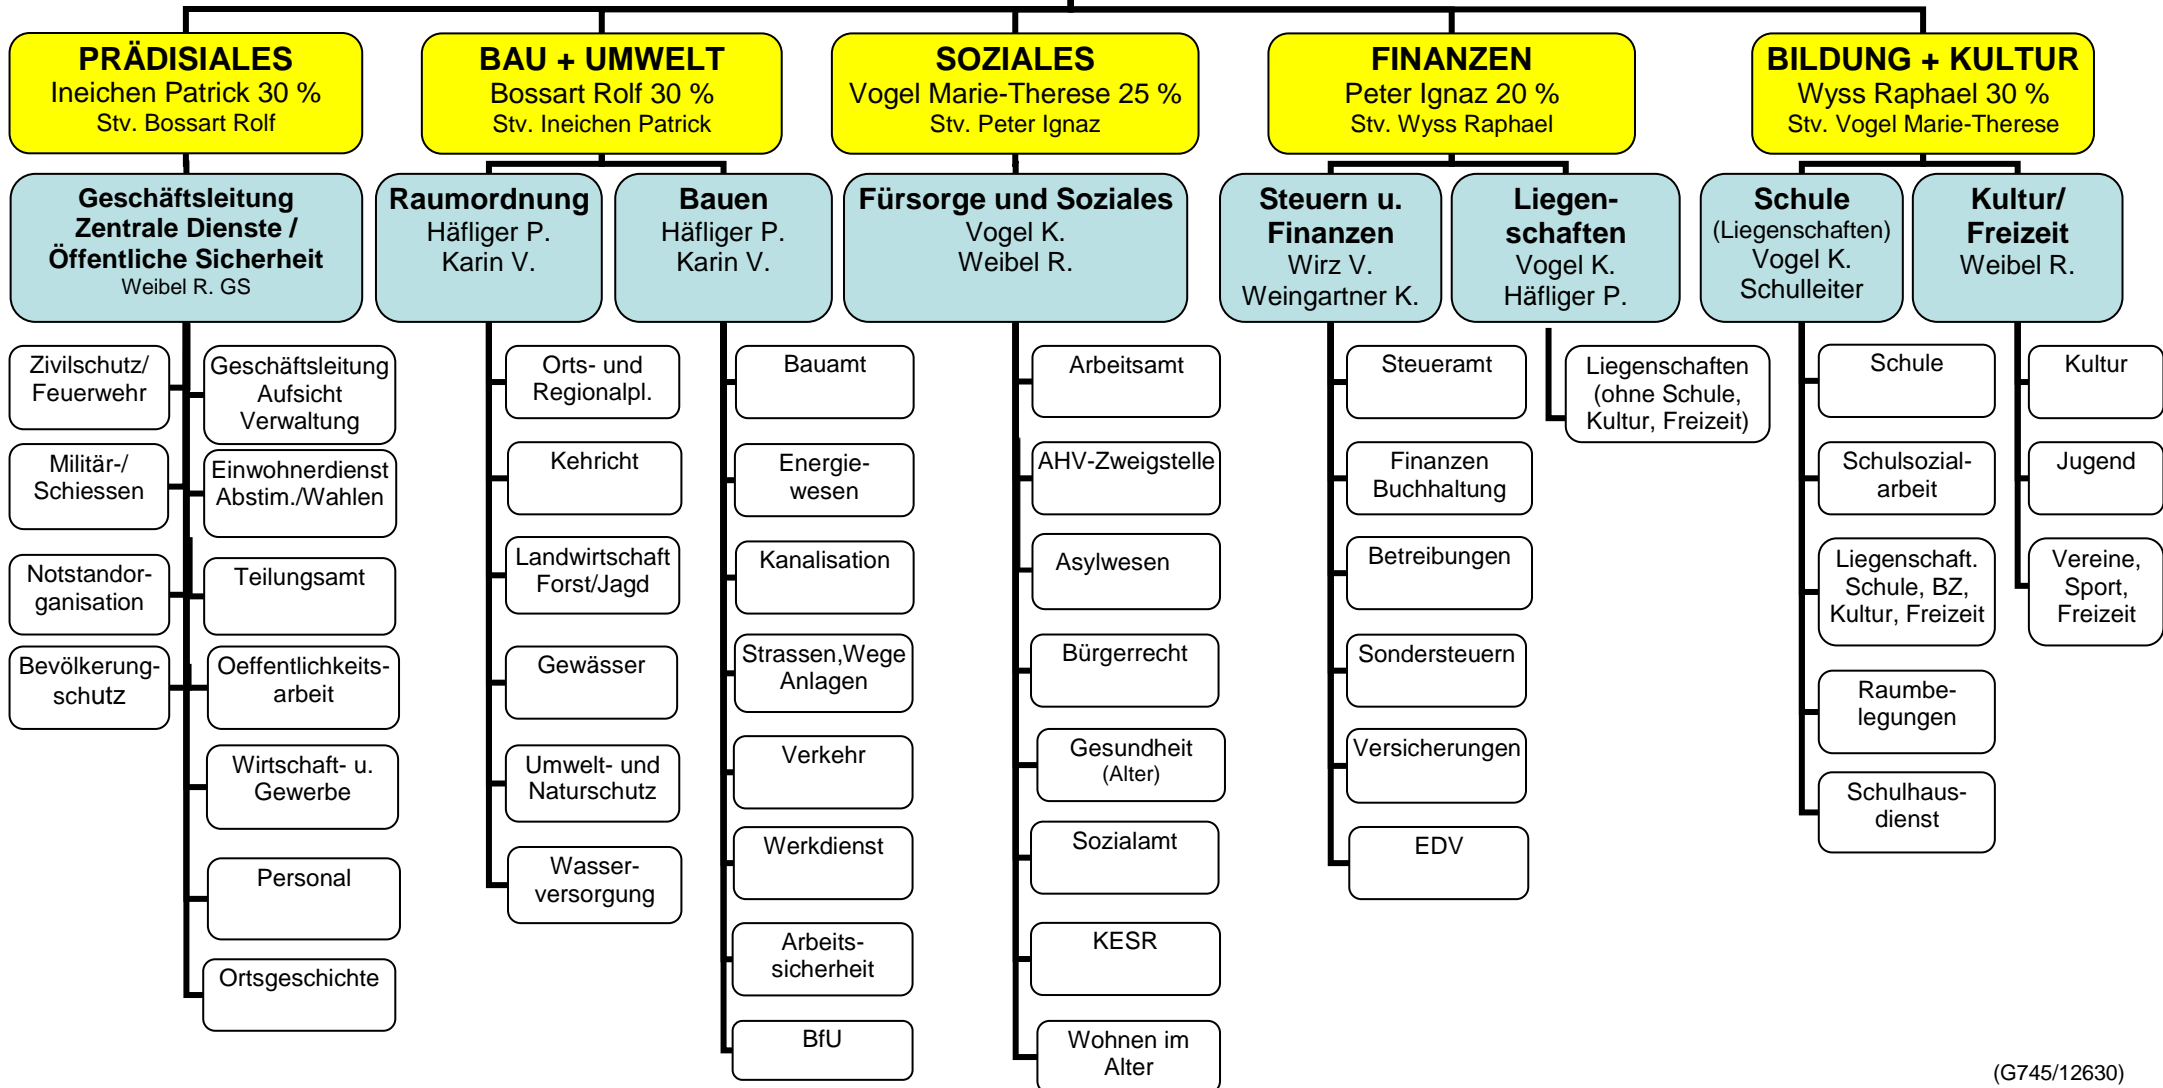 PRÄDISIALES
Ineichen Patrick 30 %
Stv. Bossart Rolf
BAU + UMWELT
Bossart Rolf 30 %
Stv. Ineichen Patrick
SOZIALES
Vogel Marie-Therese 25 %
Stv. Peter Ignaz
FINANZEN
Peter Ignaz 20 %
Stv. Wyss Raphael
BILDUNG + KULTUR
Wyss Raphael 30 %
Stv. Vogel Marie-Therese
Geschäftsleitung
Zentrale Dienste /
Öffentliche Sicherheit
Weibel R. GS
Raumordnung
Häfliger P.
Karin V.
Bauen
Häfliger P.
Karin V.
Fürsorge und Soziales
Vogel K.
Weibel R.
Steuern u.
Finanzen
Wirz V.
Weingartner K.
Liegen-
schaften
Vogel K.
Häfliger P.
Schule
(Liegenschaften)
Vogel K.
Schulleiter
Kultur/
Freizeit
Weibel R.
Zivilschutz/
Feuerwehr
Militär-/
Schiessen
Notstandor-
ganisation
Bevölkerung-
schutz
Geschäftsleitung
Aufsicht
Verwaltung
Einwohnerdienst
Abstim./Wahlen
Teilungsamt
Oeffentlichkeits-
arbeit
Wirtschaft- u.
Gewerbe
Personal
Ortsgeschichte
Orts- und
Regionalpl.
Kehricht
Landwirtschaft
Forst/Jagd
Gewässer
Umwelt- und
Naturschutz
Wasser-
versorgung
Bauamt
Energie-
wesen
Kanalisation
Strassen,Wege
Anlagen
Verkehr
Werkdienst
Arbeits-
sicherheit
BfU
Arbeitsamt
AHV-Zweigstelle
Asylwesen
Bürgerrecht
Gesundheit
(Alter)
Sozialamt
KESR
Wohnen im
Alter
Steueramt
Finanzen
Buchhaltung
Betreibungen
Sondersteuern
Versicherungen
EDV
Liegenschaften
(ohne Schule,
Kultur, Freizeit)
Schule
Schulsozial-
arbeit
Liegenschaft.
Schule, BZ,
Kultur, Freizeit
Raumbe-
legungen
Schulhaus-
dienst
Kultur
Jugend
Vereine,
Sport,
Freizeit
(G745/12630)